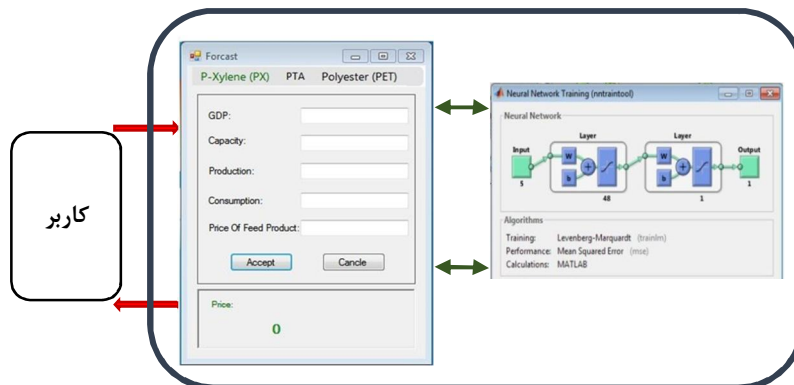 کاربر
Forcast
P-Xylene (PX) PTA Polyester (PET)
GDP:
Capacity:
Production:
Consumption:
Price Of Feed Product:
Accept Cancle
Price:
0
Neural Network Training (nntraintool)
Neural Network
Layer Layer
Input Output
W W
b b
5 1
48 1
Algorithms
Training: Levenberg-Marquardt (trainlm)
Performance: Mean Squared Error (mse)
Calculations: MATLAB